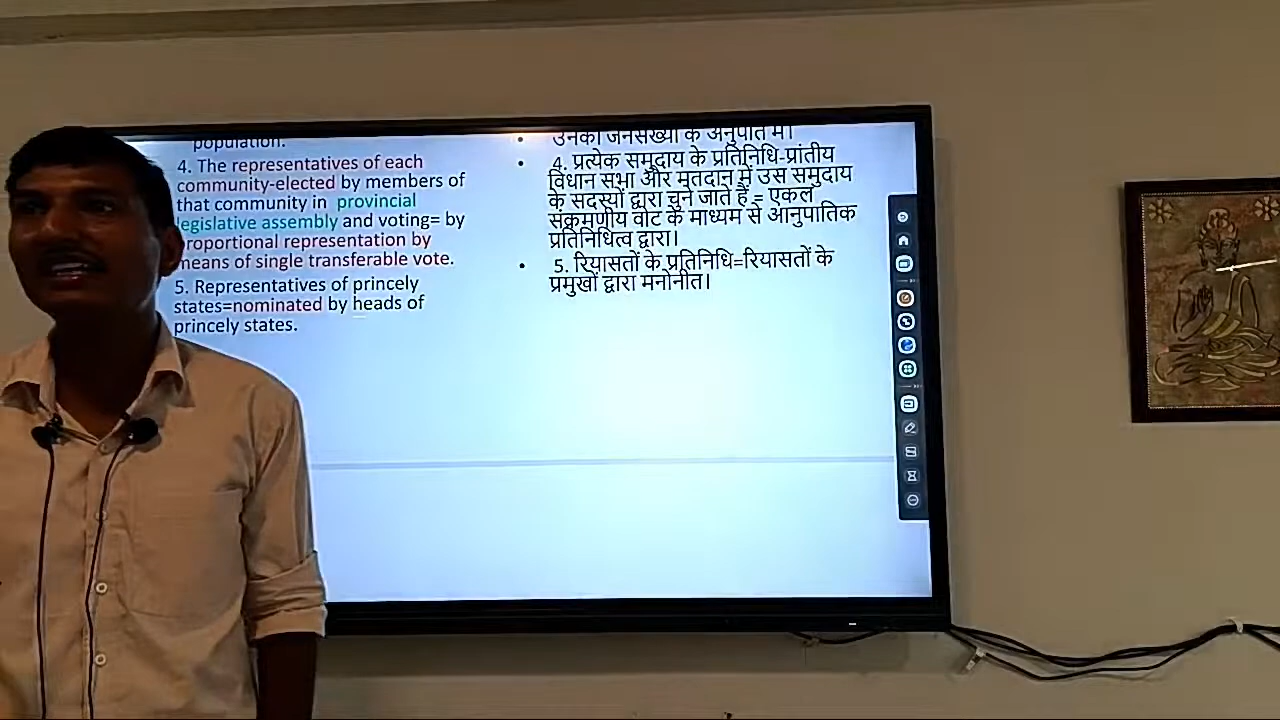 population.
4. The representatives of each
community-elected by members of
that community in provincial
legislative assembly and voting= by
proportional representation by
means of single transferable vote.
5. Representatives of princely
states=nominated by heads of
princely states.
• उनकी जनसंख्या के अनुपात में।
• 4. प्रत्येक समुदाय के प्रतिनिधि-प्रांतीय
विधान सभा और मतदान में उस समुदाय
के सदस्यों द्वारा चुने जाते हैं = एकल
संक्रमणीय वोट के माध्यम से आनुपातिक
प्रतिनिधित्व द्वारा।
• 5. रियासतों के प्रतिनिधि=रियासतों के
प्रमुखों द्वारा मनोनीत।